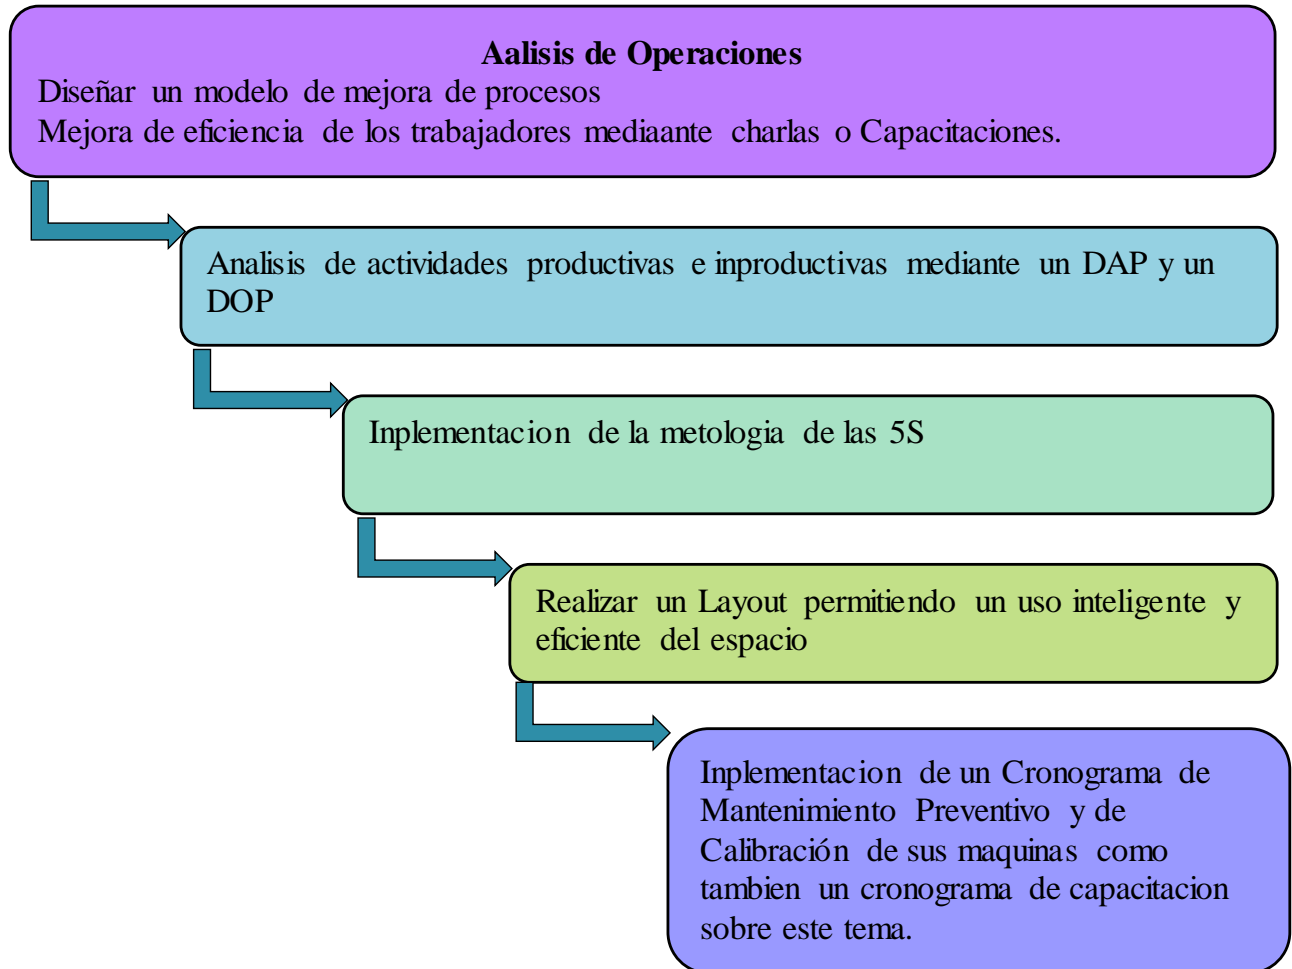 Aalisis de Operaciones
Diseñar un modelo de mejora de procesos
Mejora de eficiencia de los trabajadores mediaante charlas o Capacitaciones.
Analisis de actividades productivas e inproductivas mediante un DAP y un
DOP
Inplementacion de la metologia de las 5S
Realizar un Layout permitiendo un uso inteligente y
eficiente del espacio
Inplementacion de un Cronograma de
Mantenimiento Preventivo y de
Calibración de sus maquinas como
tambien un cronograma de capacitacion
sobre este tema.